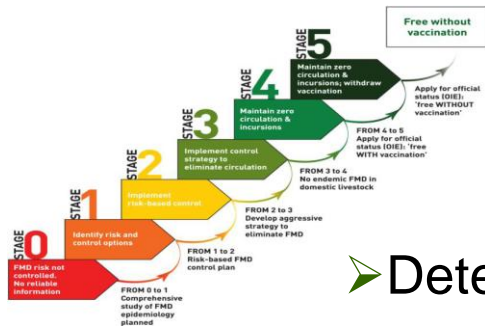 Free without
vaccination
STAGE
5
Maintain zero
circulation &
incursions; withdraw
vaccination
Apply for official
status (OIE):
'free WITHOUT
vaccination'
STAGE
4
Maintain zero
circulation &
incursions
FROM 4 to 5
Apply for official
status (OIE): 'free
WITH vaccination'
STAGE
3
Implement control
strategy to
eliminate circulation
FROM 3 to 4
No endemic FMD in
domestic livestock
STAGE
2
Implement
risk-based control
FROM 2 to 3
Develop aggressive
strategy to
eliminate FMD
STAGE
1
Identify risk and
control options
FROM 1 to 2
Risk-based FMD
control plan
STAGE
0
FMD risk not
controlled.
No reliable
information
FROM 0 to 1
Comprehensive
study of FMD
epidemiology
planned
➢Dete